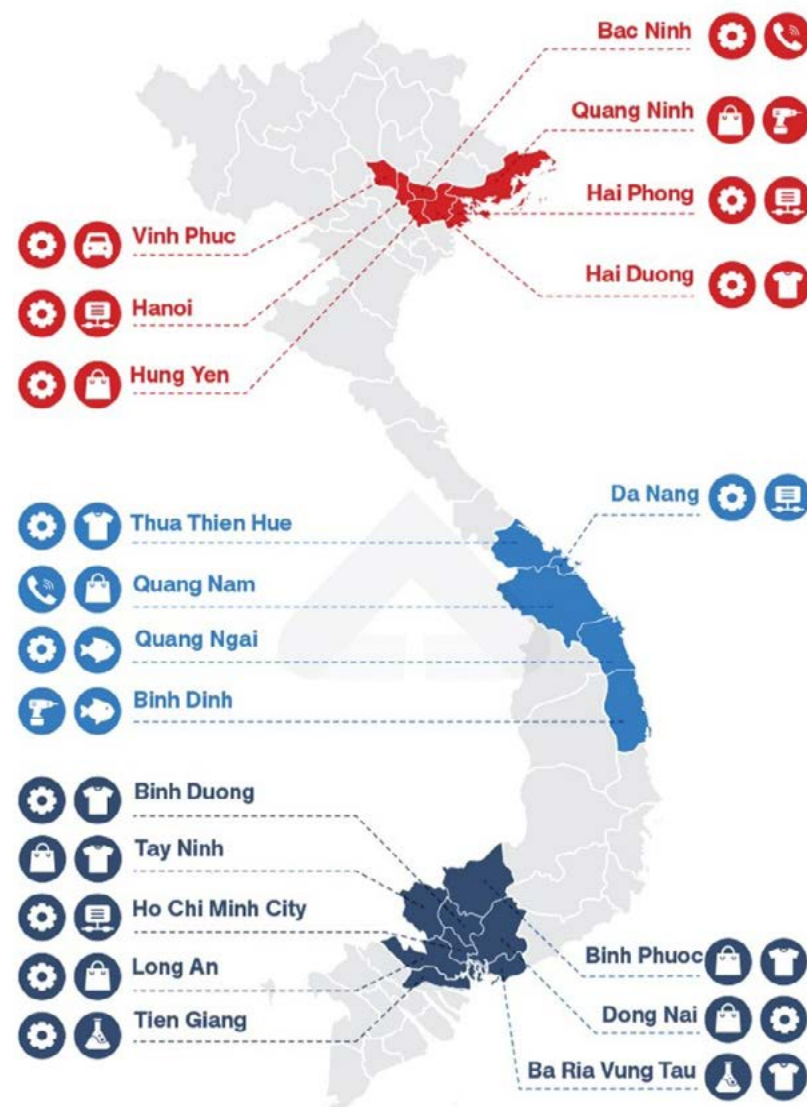 Bac Ninh
Quang Ninh
Hai Phong
Hai Duong
Vinh Phuc
Hanoi
Hung Yen
Da Nang
Thua Thien Hue
Quang Nam
Quang Ngai
Binh Dinh
Binh Duong
Tay Ninh
Ho Chi Minh City
Long An
Tien Giang
Binh Phuoc
Dong Nai
Ba Ria Vung Tau